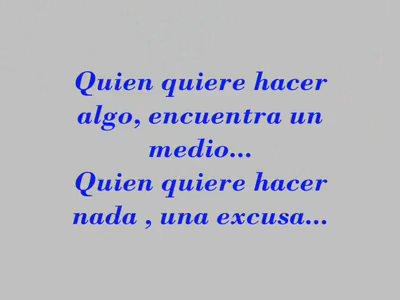 Quien quiere hacer
algo, encuentra un
medio...
Quien quiere hacer
nada , una excusa...